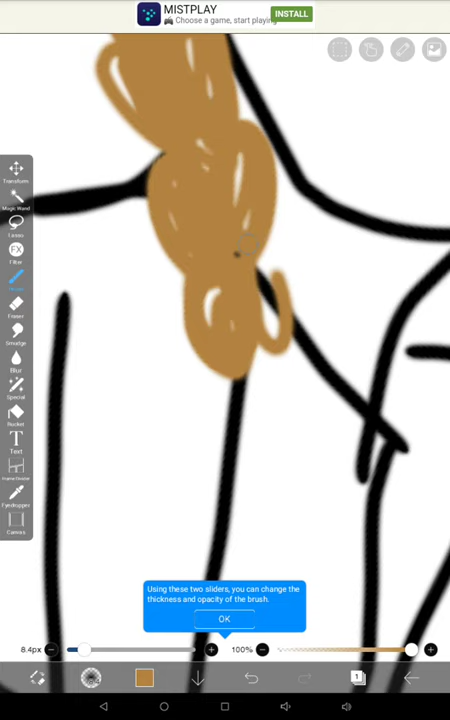 MISTPLAY
Choose a game, start playing
INSTALL
Transform
Magic Wand
Lasso
FX
Filter
Brush
Eraser
Smudge
Blur
Special
Bucket
T
Text
Frame Divider
Eyedropper
Canvas
Using these two sliders, you can change the
thickness and opacity of the brush.
OK
8.4px
100%
1